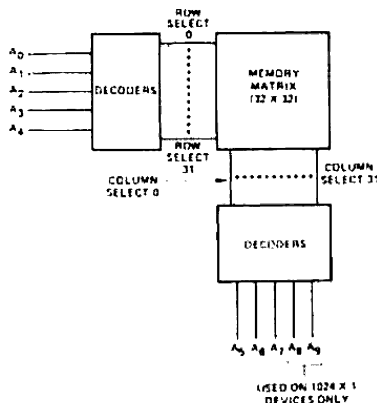 ROW
SELECT
0
A0
A1
A2
A3
A4
DECODERS
MEMORY
MATRIX
(32 X 32)
ROW
SELECT
31
COLUMN
SELECT 0
COLUMN
SELECT 31
DECODERS
A5 A6 A7 A8 A9
USED ON 1024 X 1
DEVICES ONLY